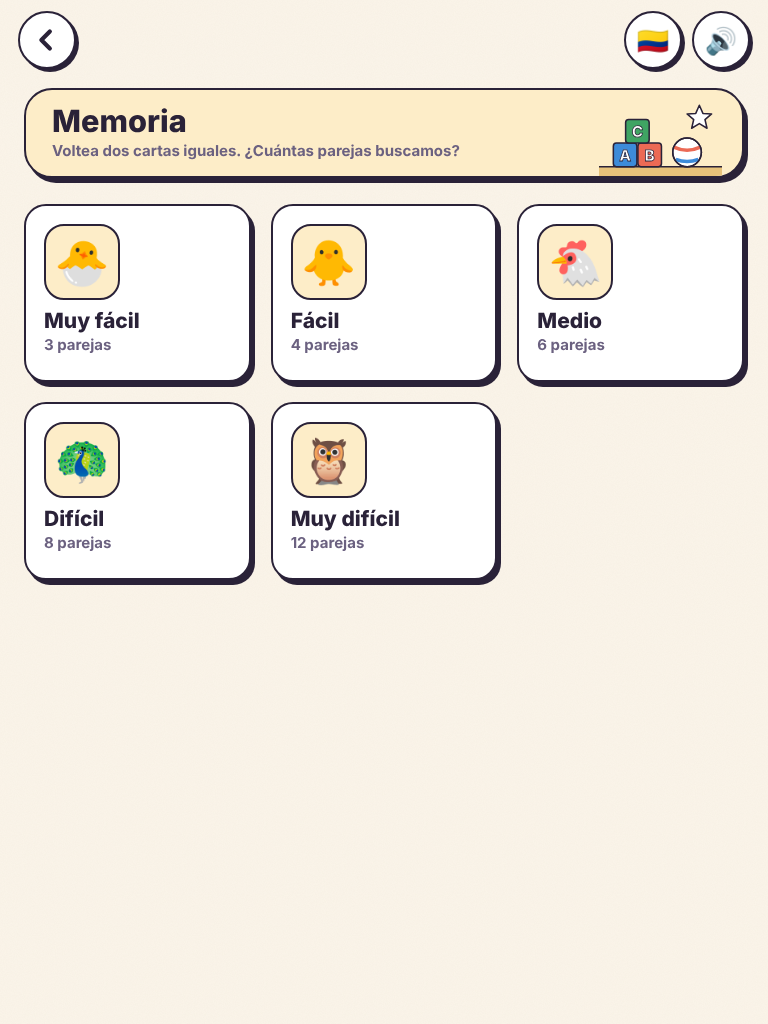 Memoria
Voltea dos cartas iguales. ¿Cuántas parejas buscamos?
C
A B
Muy fácil
3 parejas
Fácil
4 parejas
Medio
6 parejas
Difícil
8 parejas
Muy difícil
12 parejas